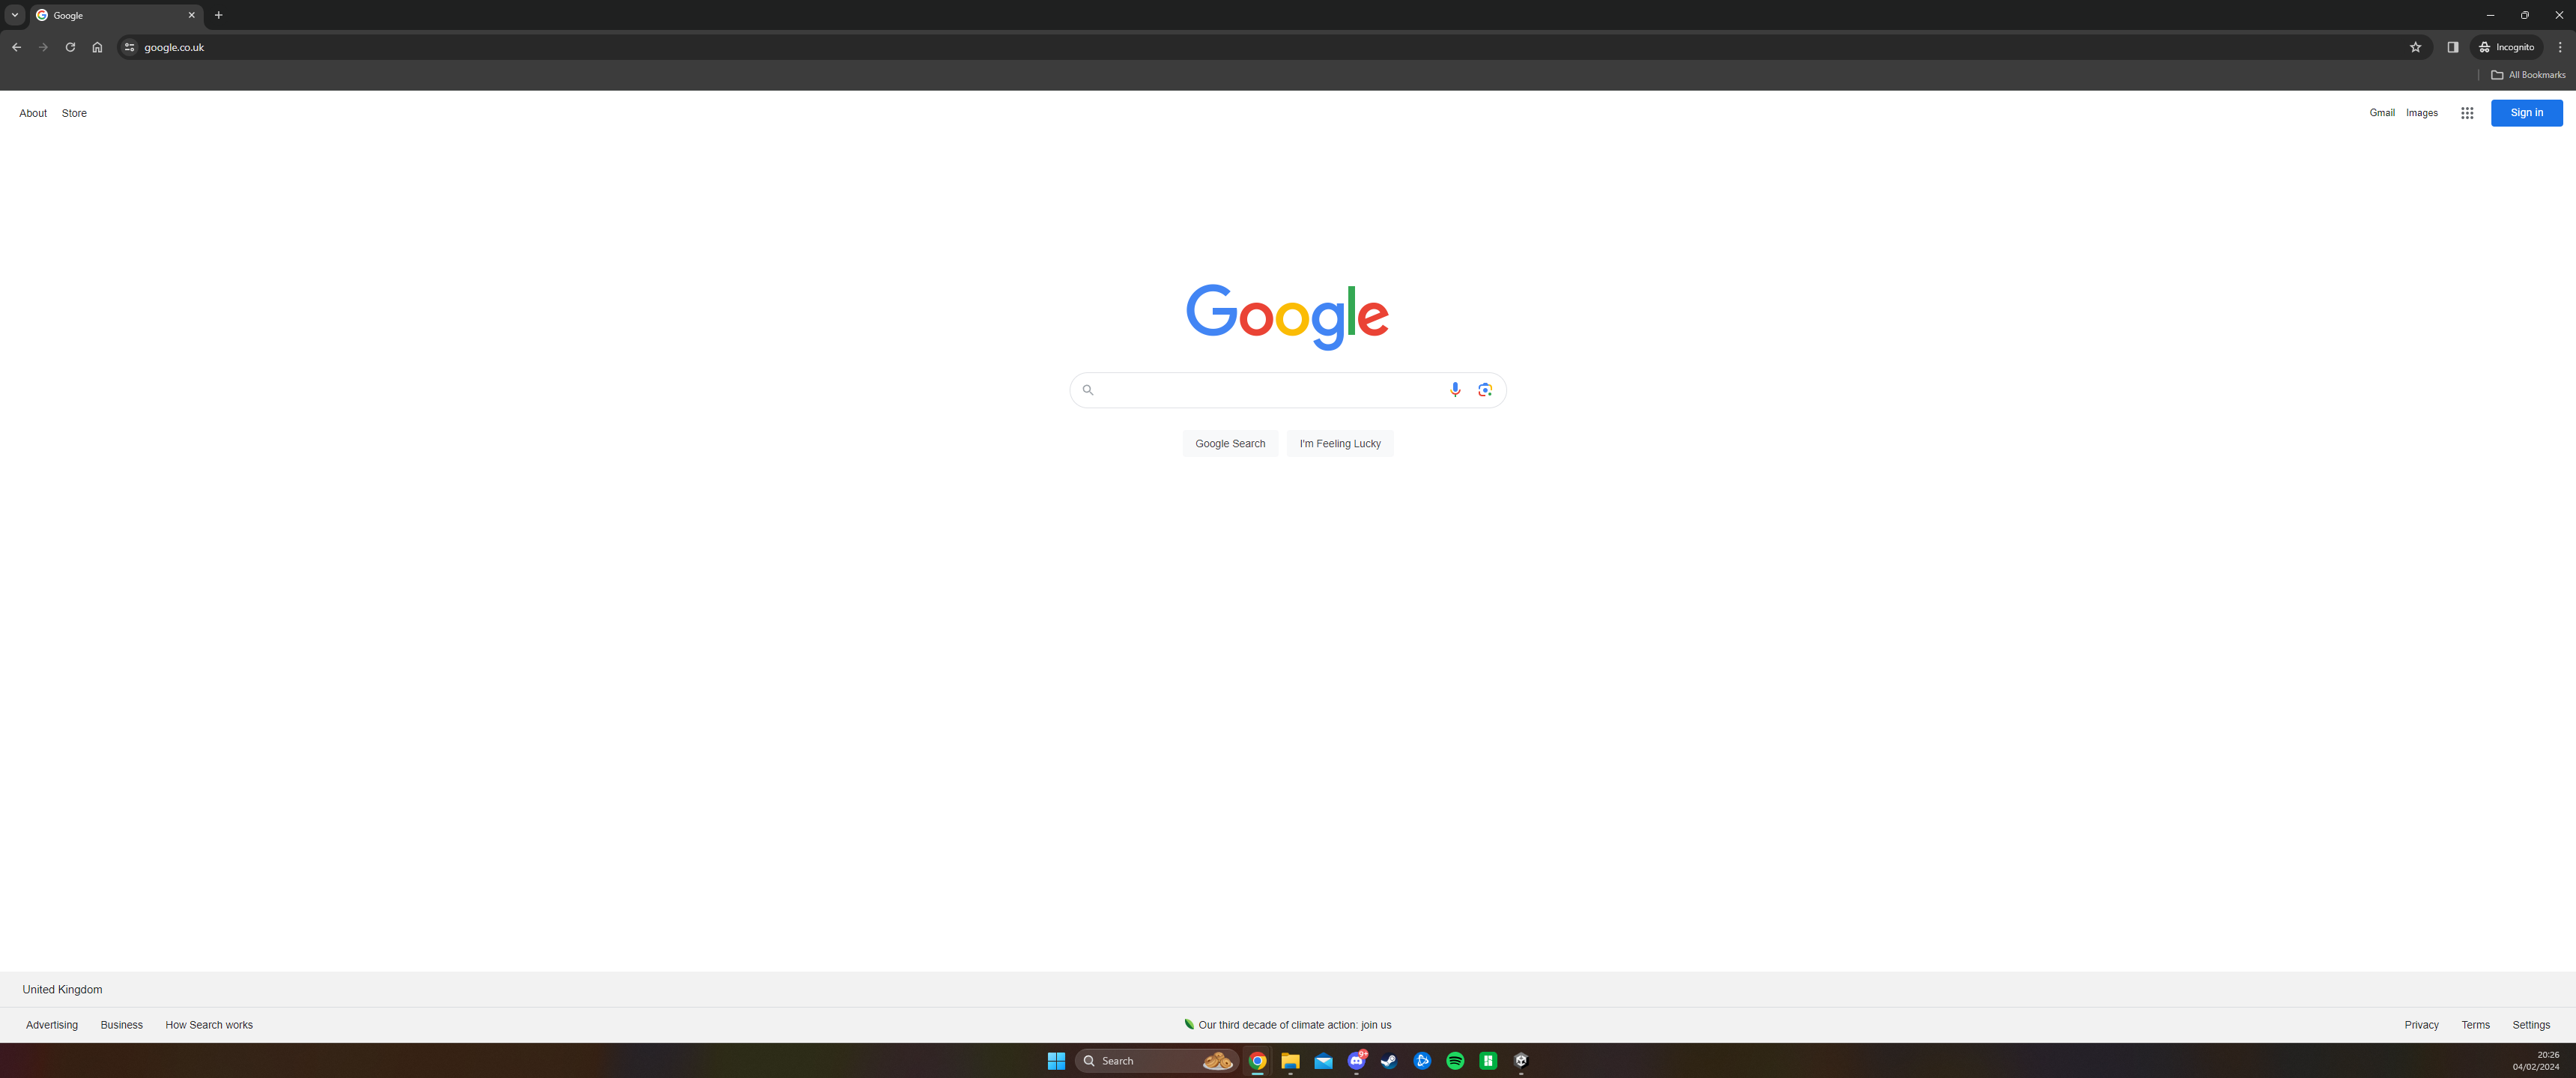 Google
google.co.uk
Incognito
All Bookmarks
About Store
Gmail Images Sign in
Google
Google Search I'm Feeling Lucky
United Kingdom
Advertising Business How Search works
Our third decade of climate action: join us
Privacy Terms Settings
Search
9+
20:26
04/02/2024